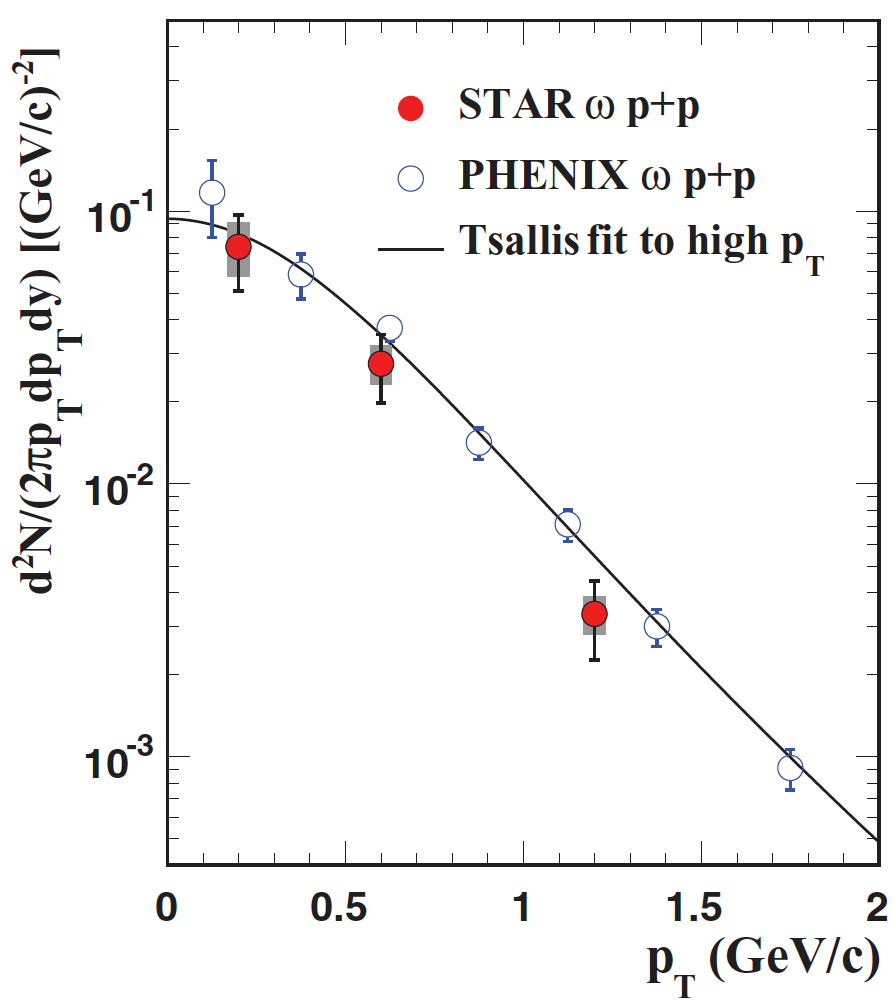 d²N/(2πp_T dp_T dy) [(GeV/c)⁻²]
STAR ω p+p
PHENIX ω p+p
Tsallis fit to high p_T
10⁻¹
10⁻²
10⁻³
0 0.5 1 1.5 2
p_T (GeV/c)